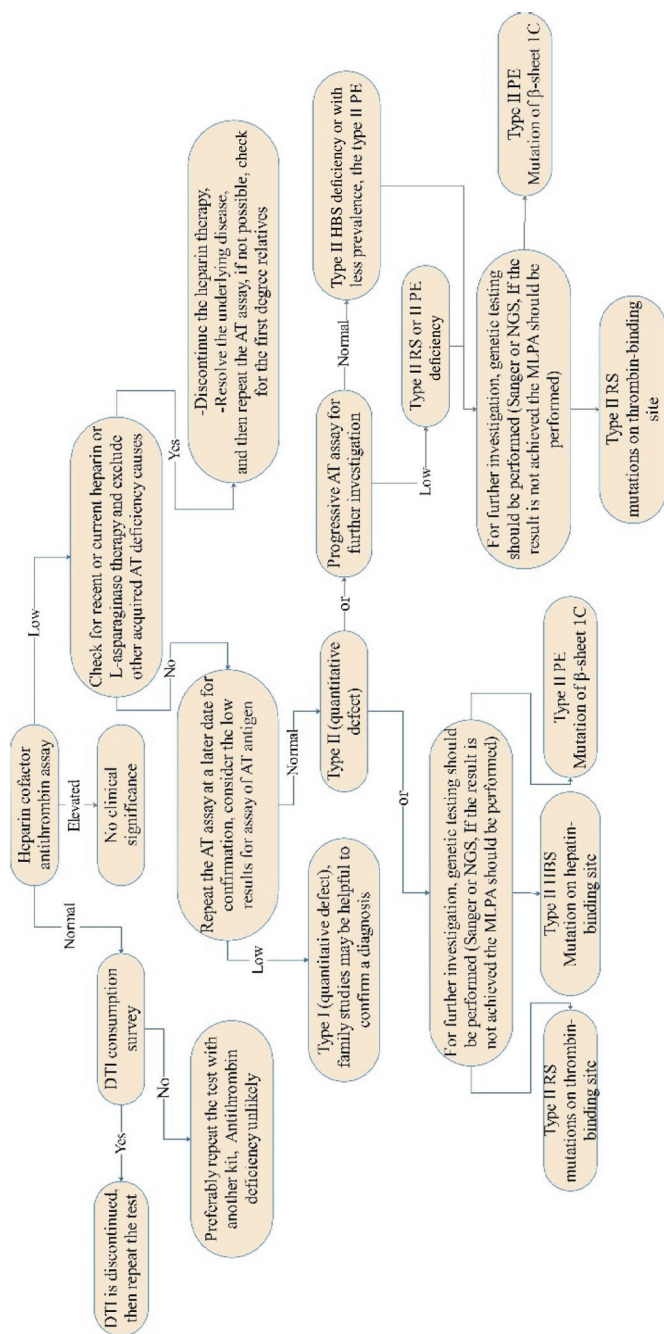 Heparin cofactor
antithrombin assay
Normal
Elevated
Low
DTI consumption
survey
No clinical
significance
Check for recent or current heparin or
L-asparaginase therapy and exclude
other acquired AT deficiency causes
Yes
No
No
Yes
DTI is discontinued,
then repeat the test
Preferably repeat the test with
another kit, Antithrombin
deficiency unlikely
Repeat the AT assay at a later date for
confirmation, consider the low
results for assay of AT antigen
-Discontinue the heparin therapy,
-Resolve the underlying disease,
and then repeat the AT assay, if not possible, check
for the first degree relatives
Low
Normal
Type I (quantitative defect),
family studies may be helpful to
confirm a diagnosis
Type II (quantitative
defect)
or
or
Progressive AT assay for
further investigation
Normal
Low
Type II HBS deficiency or with
less prevalence, the type II PE
Type II RS or II PE
deficiency
For further investigation, genetic testing should
be performed (Sanger or NGS, If the result is
not achieved the MLPA should be performed)
For further investigation, genetic testing
should be performed (Sanger or NGS, If the
result is not achieved the MLPA should be
performed)
Type II RS
mutations on thrombin-
binding site
Type II HBS
Mutation on hepatin-
binding site
Type II PE
Mutation of β-sheet 1C
Type II RS
mutations on thrombin-binding
site
Type II PE
Mutation of β-sheet 1C